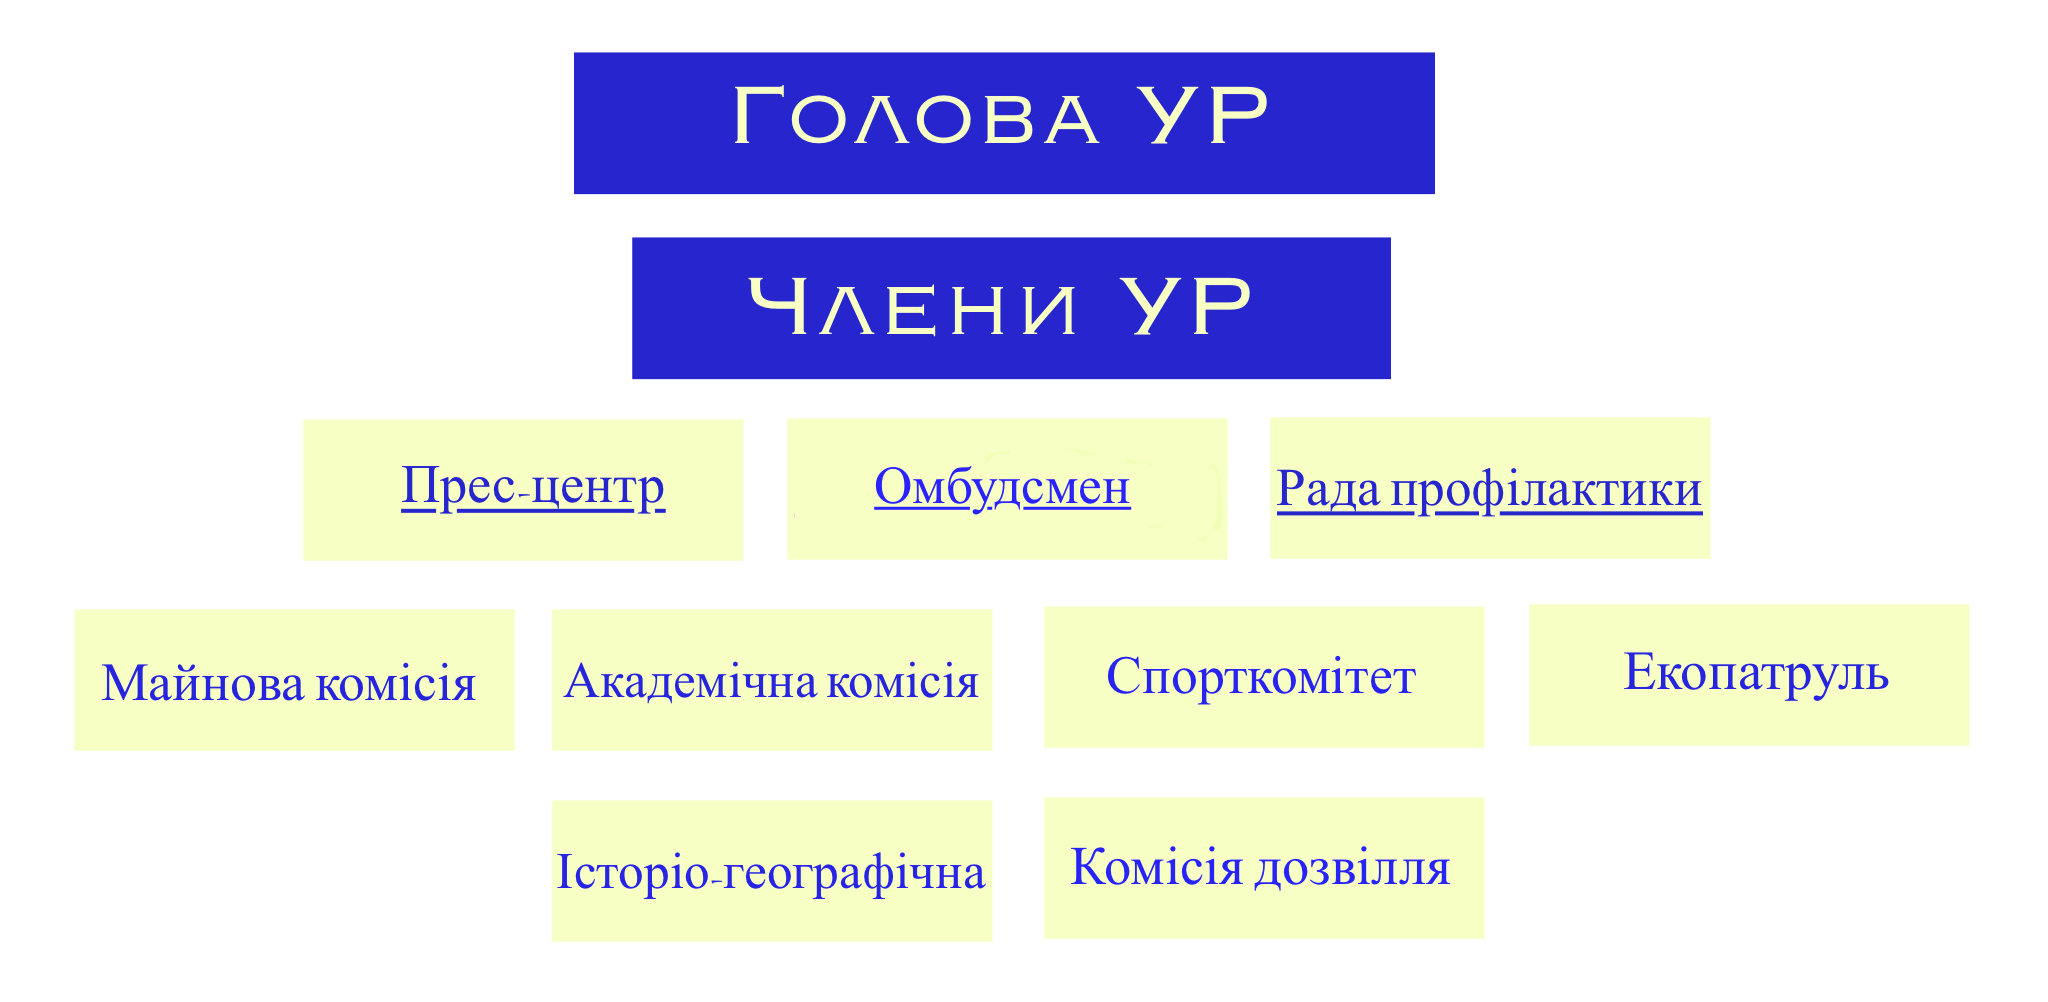 Голова УР
Члени УР
Прес-центр
Омбудсмен
Рада профілактики
Майнова комісія
Академічна комісія
Спорткомітет
Екопатруль
Історіо-географічна
Комісія дозвілля